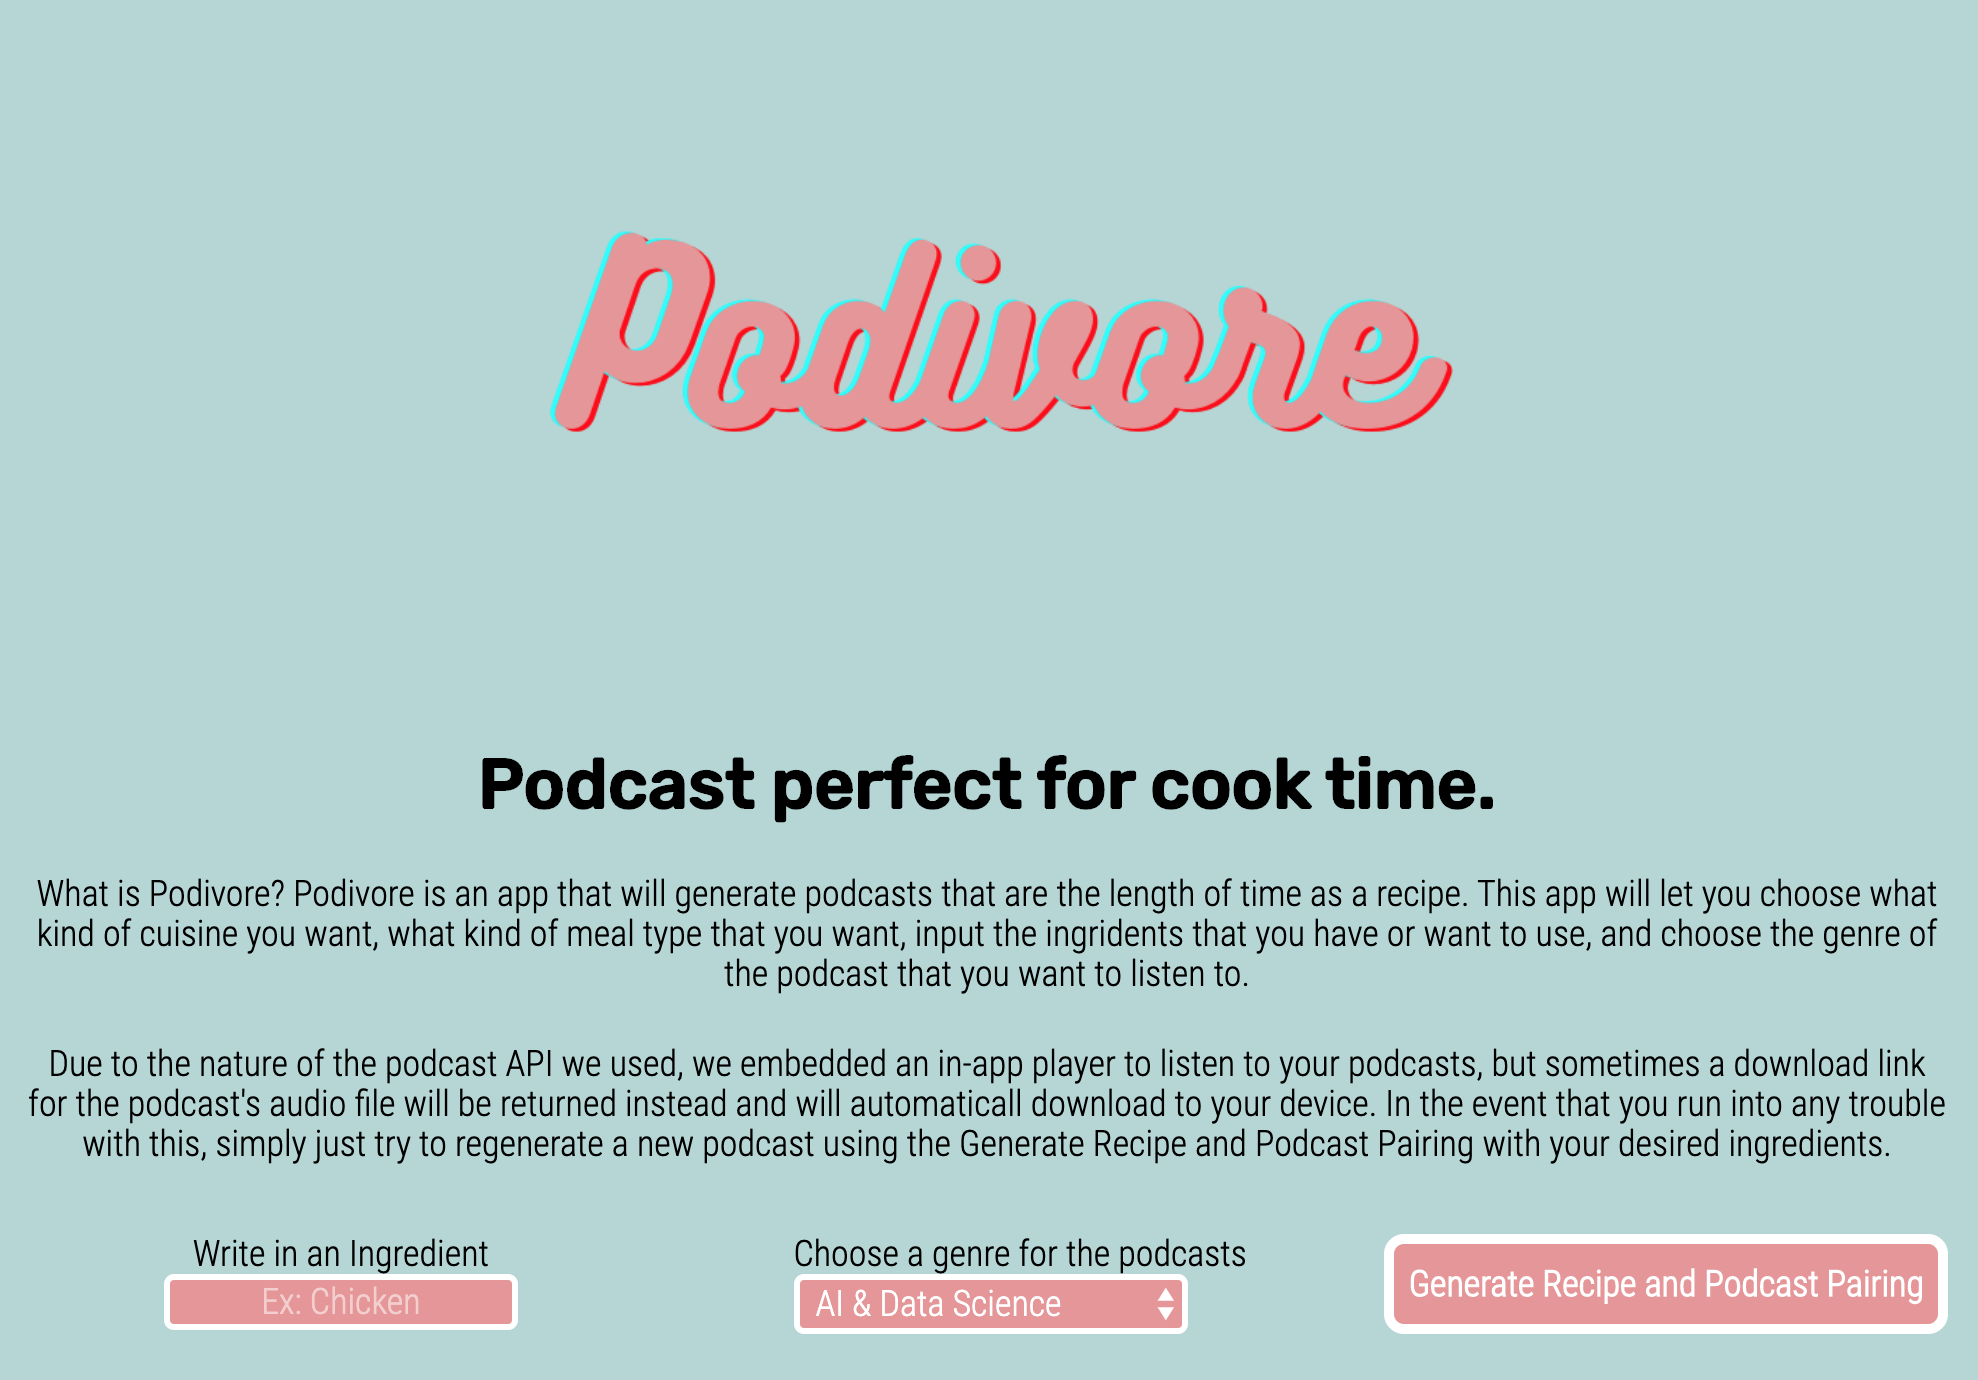 Podivore
Podcast perfect for cook time.
What is Podivore? Podivore is an app that will generate podcasts that are the length of time as a recipe. This app will let you choose what
kind of cuisine you want, what kind of meal type that you want, input the ingridents that you have or want to use, and choose the genre of
the podcast that you want to listen to.
Due to the nature of the podcast API we used, we embedded an in-app player to listen to your podcasts, but sometimes a download link
for the podcast's audio file will be returned instead and will automaticall download to your device. In the event that you run into any trouble
with this, simply just try to regenerate a new podcast using the Generate Recipe and Podcast Pairing with your desired ingredients.
Write in an Ingredient
Ex: Chicken
Choose a genre for the podcasts
AI & Data Science
Generate Recipe and Podcast Pairing